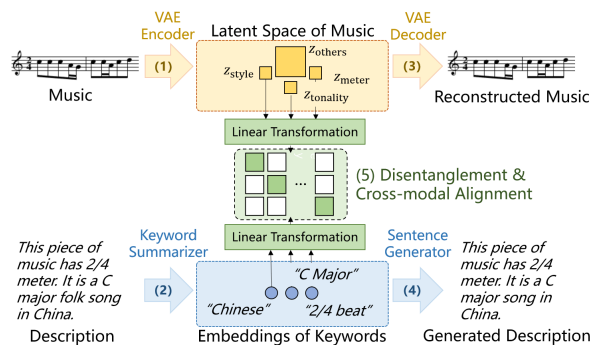 VAE Encoder
Latent Space of Music
VAE Decoder
(1)
z_others
z_style
z_meter
z_tonality
(3)
Music
Reconstructed Music
Linear Transformation
...
(5) Disentanglement &
Cross-modal Alignment
Linear Transformation
Keyword
Summarizer
Sentence
Generator
This piece of
music has 2/4
meter. It is a C
major folk song
in China.
(2)
"C Major"
"Chinese"
"2/4 beat"
(4)
This piece of
music has 2/4
meter. It is a C
major song in
China.
Description
Embeddings of Keywords
Generated Description